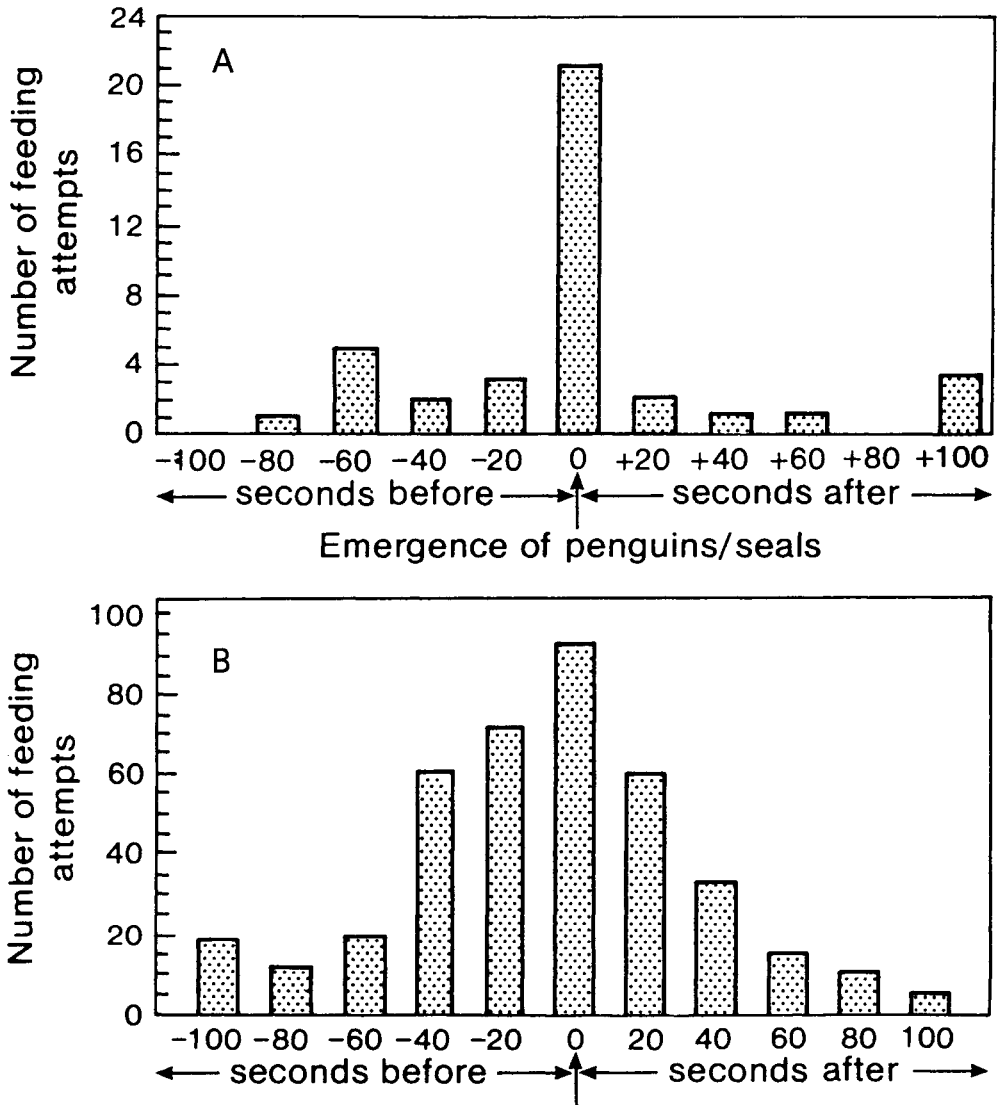 A
Number of feeding
attempts
24
20
16
12
8
4
0
−100 −80 −60 −40 −20 0 +20 +40 +60 +80 +100
seconds before seconds after
Emergence of penguins/seals
B
Number of feeding
attempts
100
80
60
40
20
0
−100 −80 −60 −40 −20 0 20 40 60 80 100
seconds before seconds after